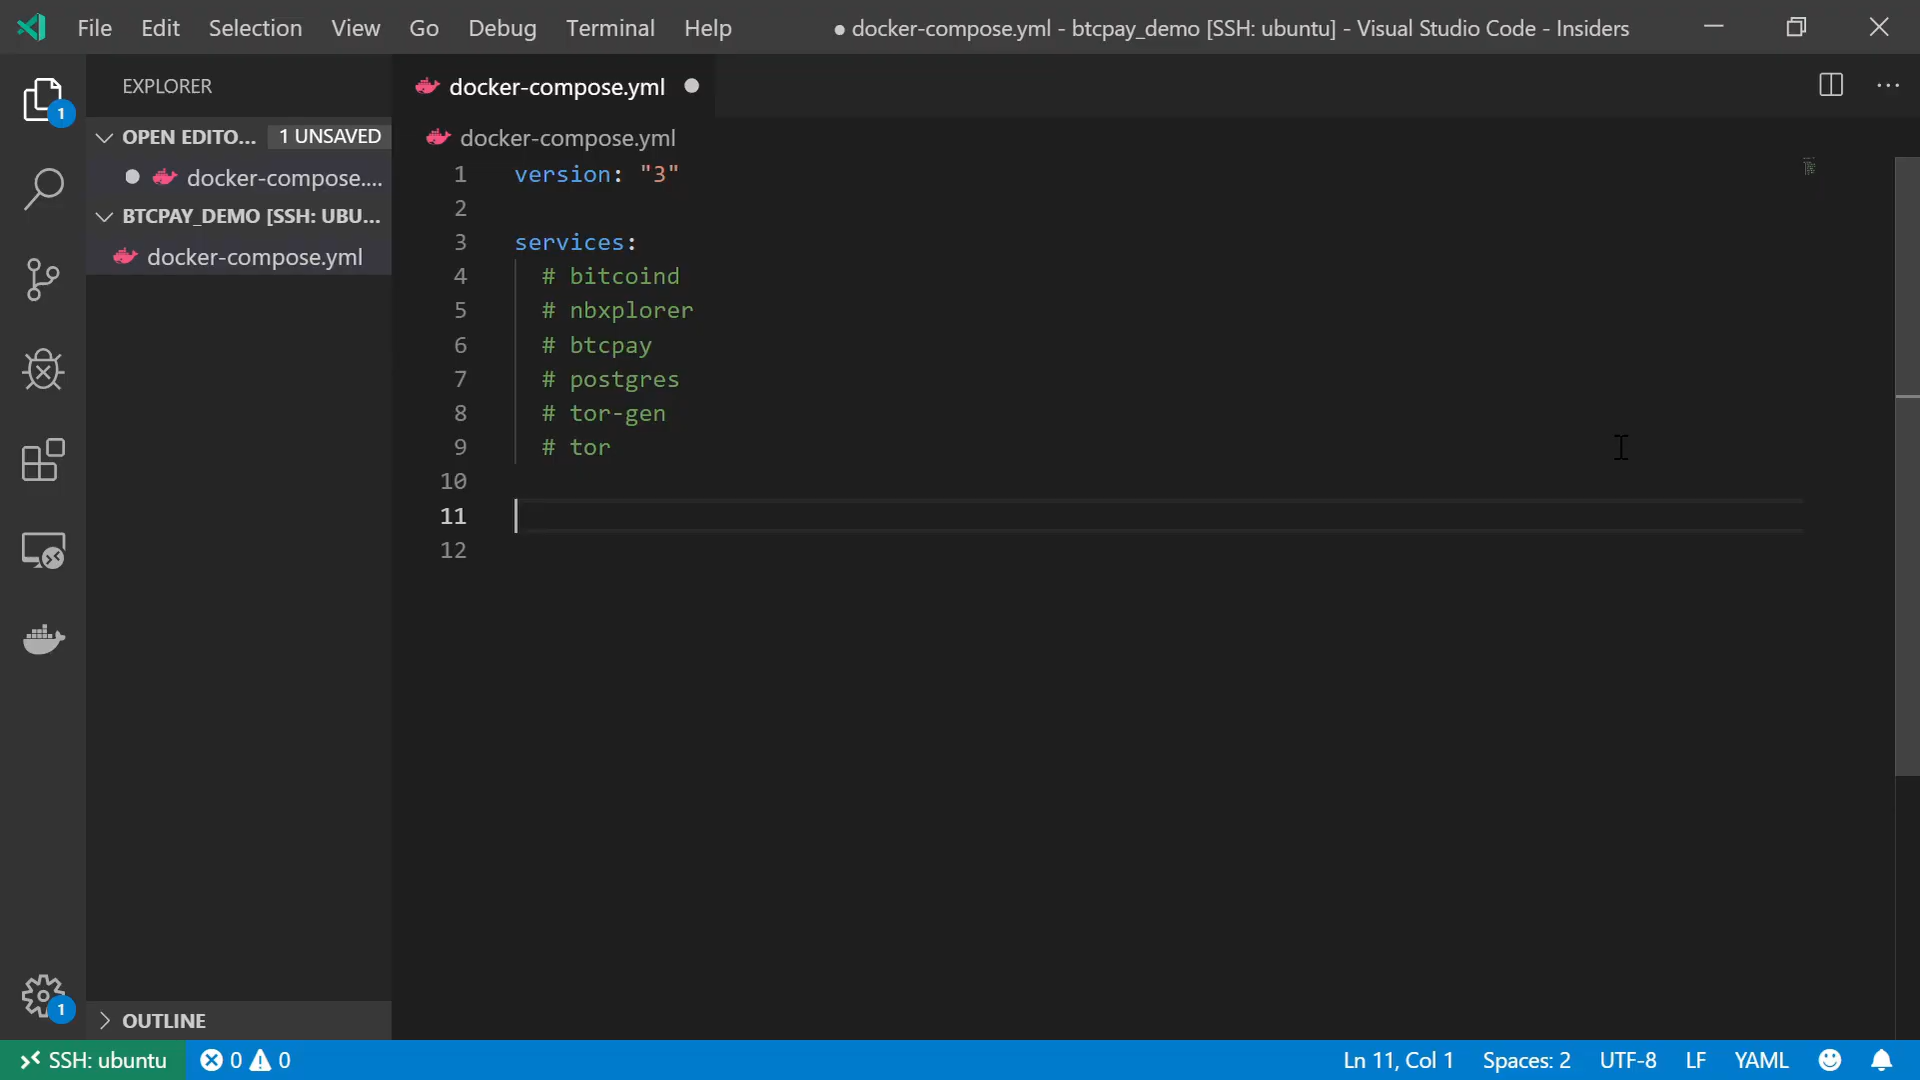 File Edit Selection View Go Debug Terminal Help
● docker-compose.yml - btcpay_demo [SSH: ubuntu] - Visual Studio Code - Insiders
EXPLORER
OPEN EDITO... 1 UNSAVED
docker-compose....
BTCPAY_DEMO [SSH: UBU...
docker-compose.yml
OUTLINE
docker-compose.yml
docker-compose.yml
1 version: "3"
2
3 services:
4 # bitcoind
5 # nbxplorer
6 # btcpay
7 # postgres
8 # tor-gen
9 # tor
10
11
12
1
1
SSH: ubuntu 0 0
Ln 11, Col 1 Spaces: 2 UTF-8 LF YAML